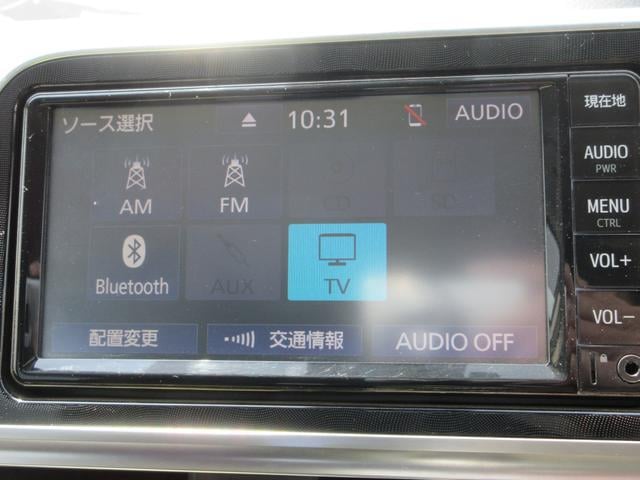 ソース選択
10:31
AUDIO
AM
FM
CD
SD
Bluetooth
AUX
TV
配置変更
交通情報
AUDIO OFF
現在地
AUDIO
PWR
MENU
CTRL
VOL+
VOL-